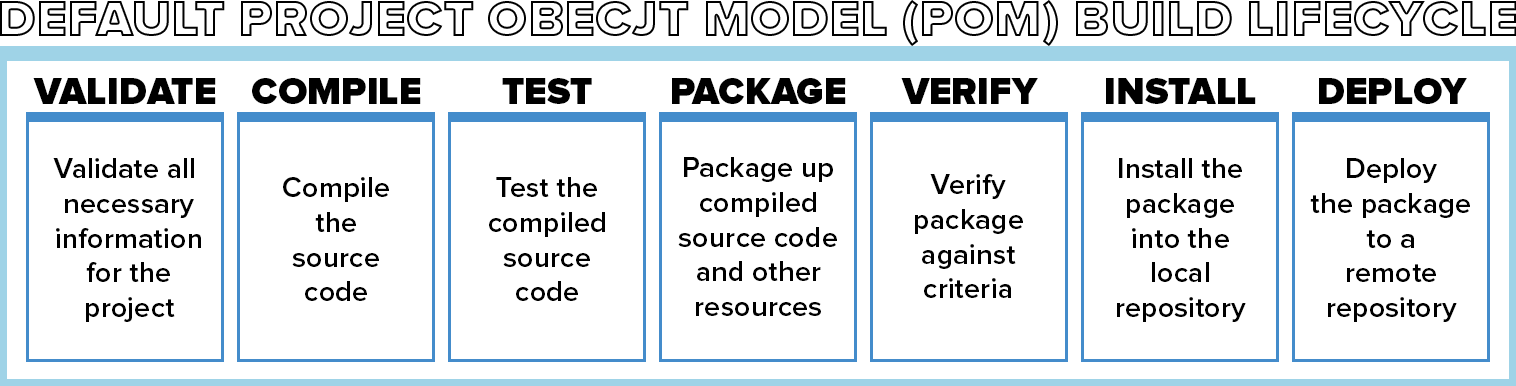 DEFAULT PROJECT OBECJT MODEL (POM) BUILD LIFECYCLE
VALIDATE
Validate all
necessary
information
for the
project
COMPILE
Compile
the
source
code
TEST
Test the
compiled
source
code
PACKAGE
Package up
compiled
source code
and other
resources
VERIFY
Verify
package
against
criteria
INSTALL
Install the
package
into the
local
repository
DEPLOY
Deploy
the package
to a
remote
repository